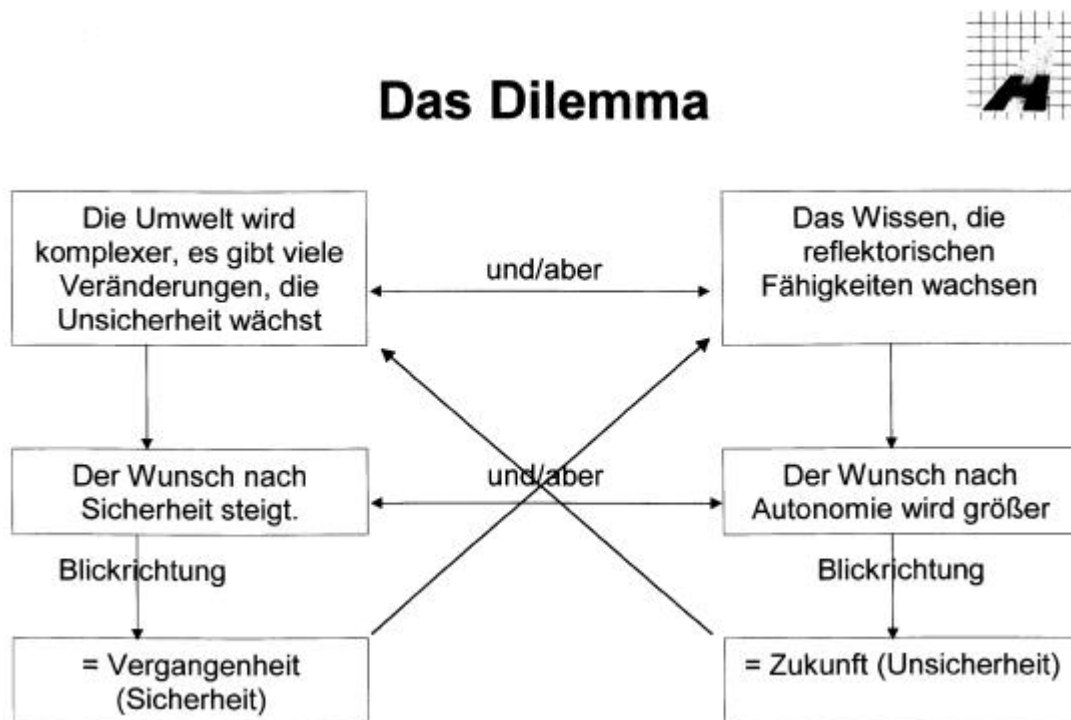 Das Dilemma
Die Umwelt wird
komplexer, es gibt viele
Veränderungen, die
Unsicherheit wächst
und/aber
Das Wissen, die
reflektorischen
Fähigkeiten wachsen
Der Wunsch nach
Sicherheit steigt.
und/aber
Der Wunsch nach
Autonomie wird größer
Blickrichtung
Blickrichtung
= Vergangenheit
(Sicherheit)
= Zukunft (Unsicherheit)